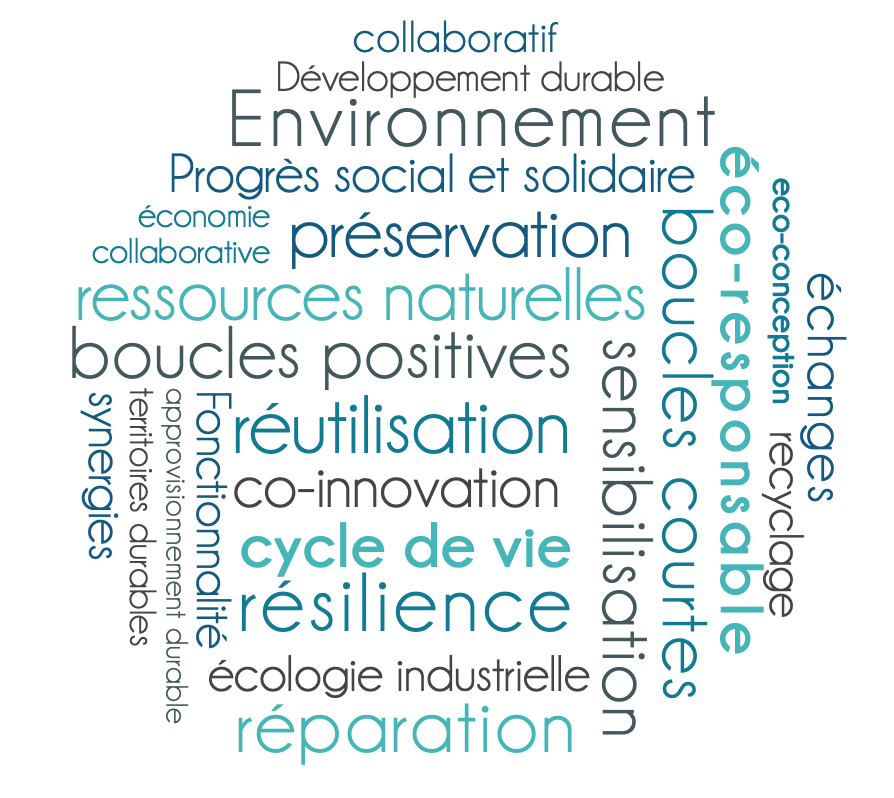 collaboratif
Développement durable
Environnement
Progrès social et solidaire
économie
collaborative
préservation
ressources naturelles
boucles positives
réutilisation
co-innovation
cycle de vie
résilience
écologie industrielle
réparation
synergies
territoires durables
approvisionnement durable
Fonctionnalité
sensibilisation
boucles courtes
éco-responsable
eco-conception
recyclage
échanges